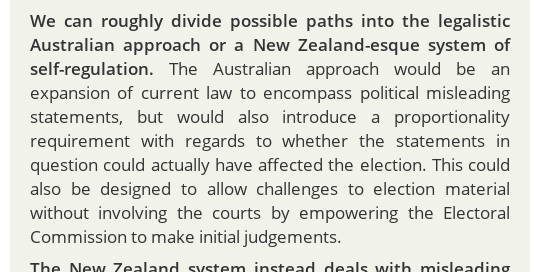 We can roughly divide possible paths into the legalistic
Australian approach or a New Zealand-esque system of
self-regulation. The Australian approach would be an
expansion of current law to encompass political misleading
statements, but would also introduce a proportionality
requirement with regards to whether the statements in
question could actually have affected the election. This could
also be designed to allow challenges to election material
without involving the courts by empowering the Electoral
Commission to make initial judgements.
The New Zealand system instead deals with misleading